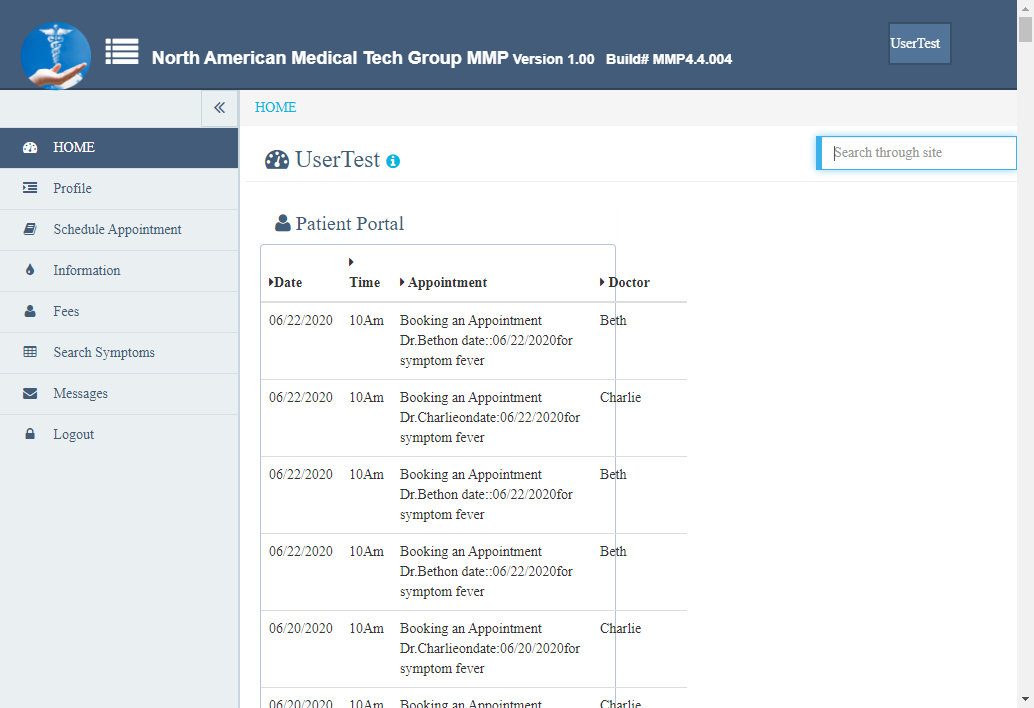 North American Medical Tech Group MMP Version 1.00 Build# MMP4.4.004
UserTest
HOME
HOME
Profile
Schedule Appointment
Information
Fees
Search Symptoms
Messages
Logout
UserTest
Search through site
Patient Portal
Date Time Appointment Doctor
06/22/2020 10Am Booking an Appointment Beth
Dr.Bethon date::06/22/2020for
symptom fever
06/22/2020 10Am Booking an Appointment Charlie
Dr.Charlieondate:06/22/2020for
symptom fever
06/22/2020 10Am Booking an Appointment Beth
Dr.Bethon date::06/22/2020for
symptom fever
06/22/2020 10Am Booking an Appointment Beth
Dr.Bethon date::06/22/2020for
symptom fever
06/20/2020 10Am Booking an Appointment Charlie
Dr.Charlieondate:06/20/2020for
symptom fever
06/20/2020 10Am Booking an Appointment Charlie